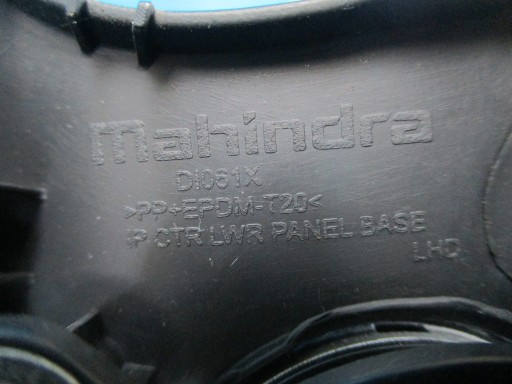 mahindra
DI061X
>PP+EPDM-T20<
IP CTR LWR PANEL BASE
LHD